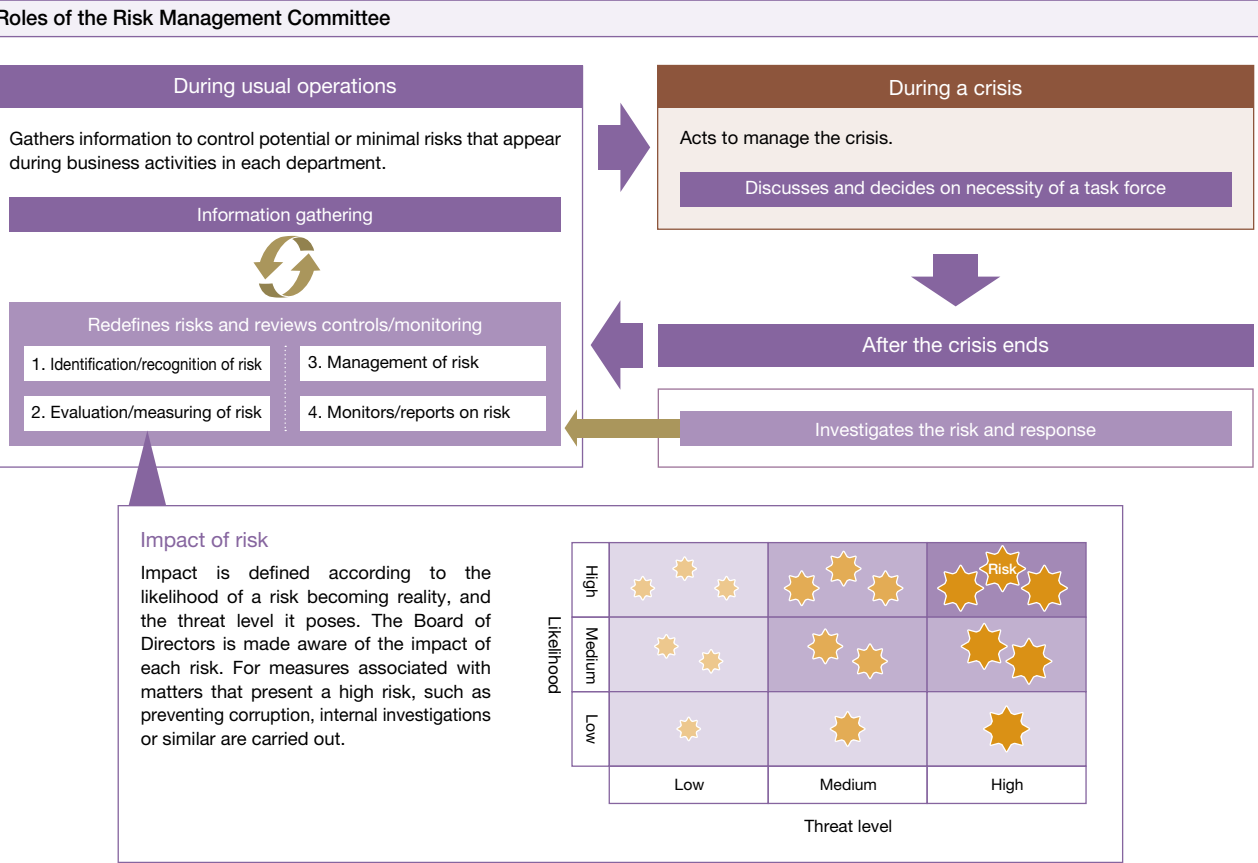 Roles of the Risk Management Committee
During usual operations
Gathers information to control potential or minimal risks that appear
during business activities in each department.
Information gathering
Redefines risks and reviews controls/monitoring
1. Identification/recognition of risk
2. Evaluation/measuring of risk
3. Management of risk
4. Monitors/reports on risk
During a crisis
Acts to manage the crisis.
Discusses and decides on necessity of a task force
After the crisis ends
Investigates the risk and response
Impact of risk
Impact is defined according to the
likelihood of a risk becoming reality, and
the threat level it poses. The Board of
Directors is made aware of the impact of
each risk. For measures associated with
matters that present a high risk, such as
preventing corruption, internal investigations
or similar are carried out.
Likelihood
High
Medium
Low
Risk
Low
Medium
High
Threat level